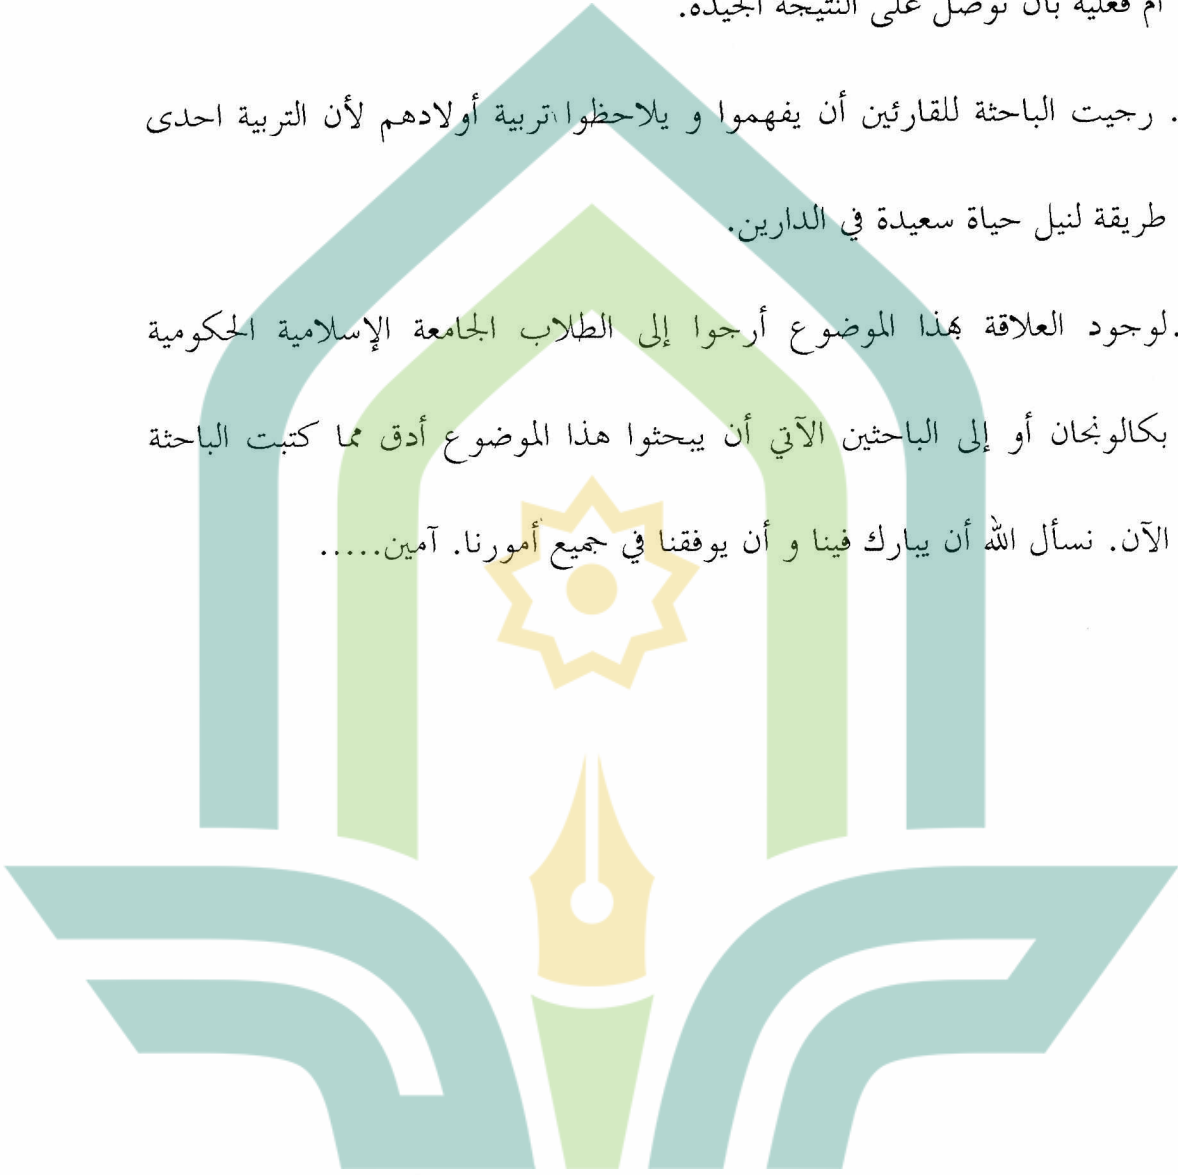 أم فعلية بأن توصل على النتيجة الجيدة.
. رجيت الباحثة للقارئين أن يفهموا و يلاحظوا تربية أولادهم لأن التربية احدى
طريقة لنيل حياة سعيدة في الدارين.
.لوجود العلاقة بهذا الموضوع أرجوا إلى الطلاب الجامعة الإسلامية الحكومية
بكالونجان أو إلى الباحثين الآتي أن يبحثوا هذا الموضوع أدق مما كتبت الباحثة
الآن. نسأل الله أن يبارك فينا و أن يوفقنا في جميع أمورنا. آمين.....